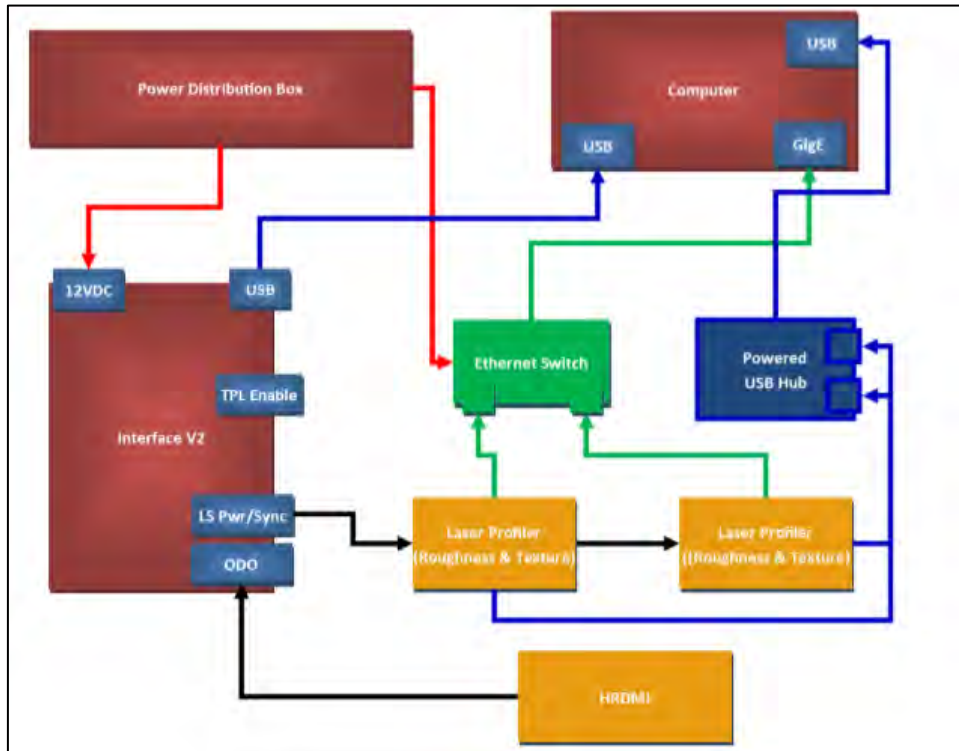 Power Distribution Box
USB
Computer
USB
GigE
12VDC
USB
Ethernet Switch
Powered
USB Hub
TPL Enable
Interface V2
LS Pwr/Sync
ODO
Laser Profiler
(Roughness & Texture)
Laser Profiler
((Roughness & Texture)
HRDMI